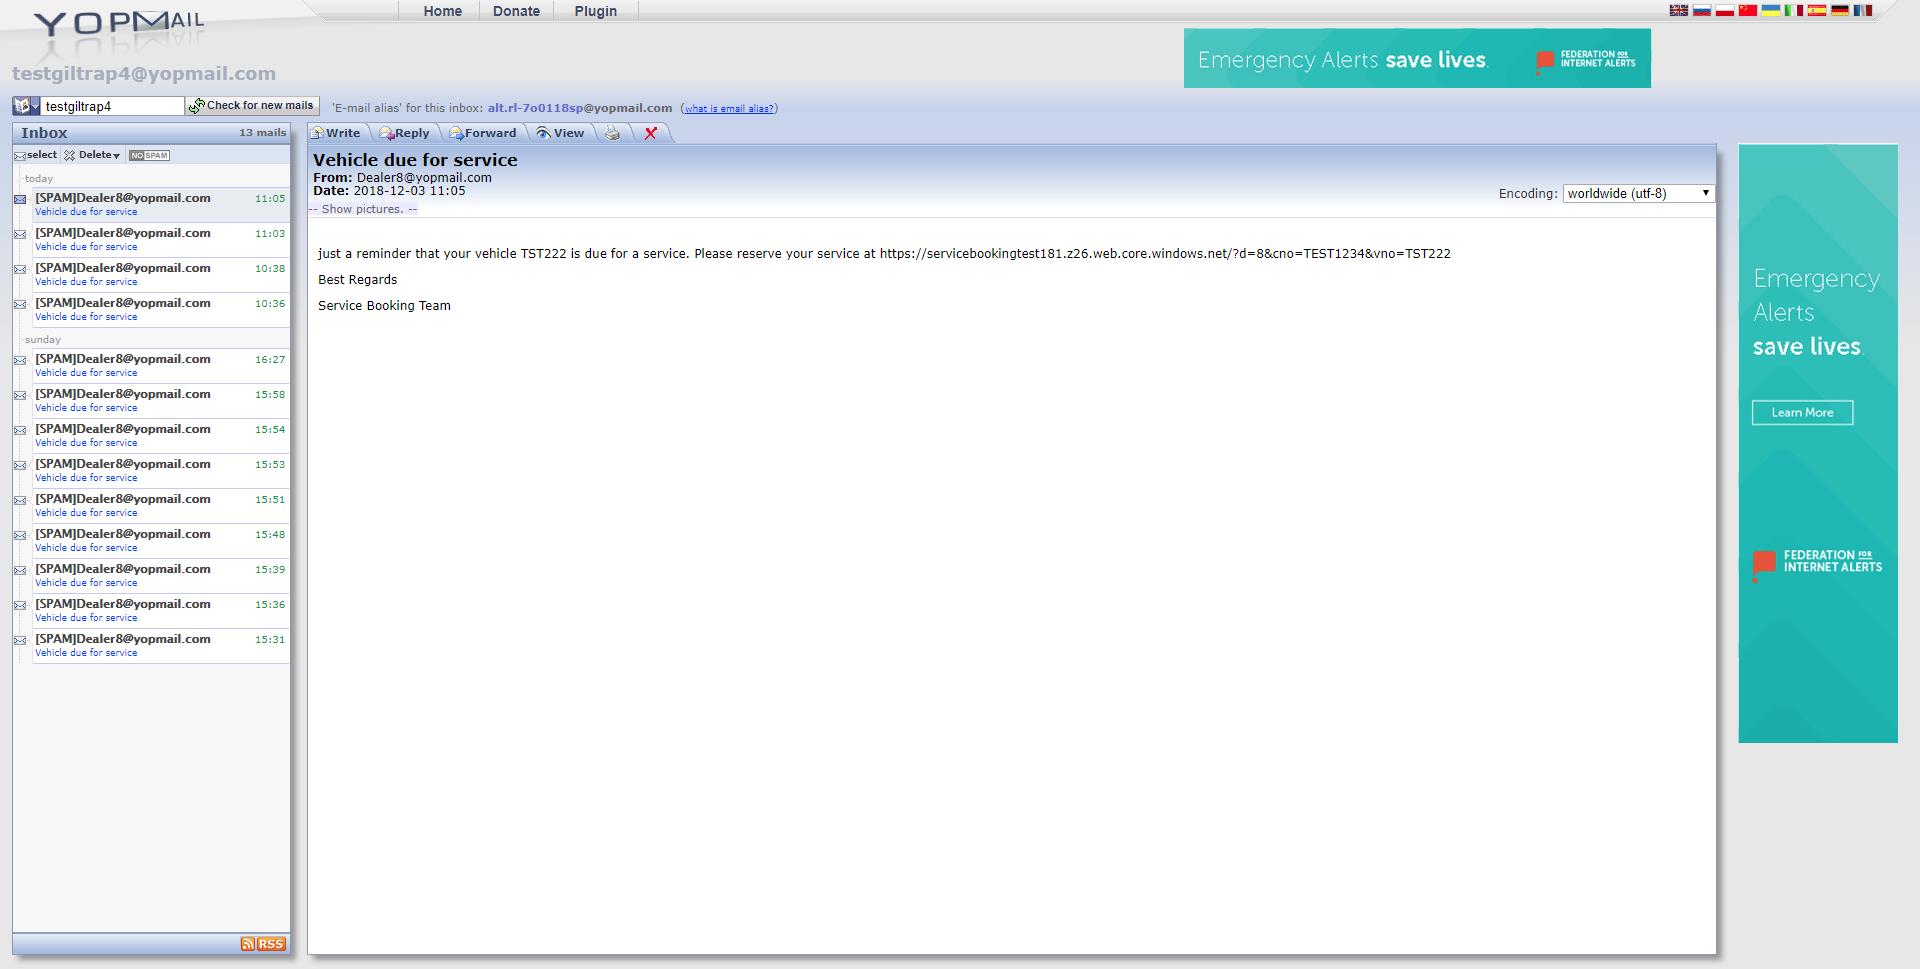 YOPMAIL
Home Donate Plugin
Emergency Alerts save lives. FEDERATION FOR INTERNET ALERTS
testgiltrap4@yopmail.com
testgiltrap4 Check for new mails 'E-mail alias' for this inbox: alt.rl-7o0118sp@yopmail.com (what is email alias?)
Inbox 13 mails
select Delete NO SPAM
today
[SPAM]Dealer8@yopmail.com 11:05
Vehicle due for service
[SPAM]Dealer8@yopmail.com 11:03
Vehicle due for service
[SPAM]Dealer8@yopmail.com 10:38
Vehicle due for service
[SPAM]Dealer8@yopmail.com 10:36
Vehicle due for service
sunday
[SPAM]Dealer8@yopmail.com 16:27
Vehicle due for service
[SPAM]Dealer8@yopmail.com 15:58
Vehicle due for service
[SPAM]Dealer8@yopmail.com 15:54
Vehicle due for service
[SPAM]Dealer8@yopmail.com 15:53
Vehicle due for service
[SPAM]Dealer8@yopmail.com 15:51
Vehicle due for service
[SPAM]Dealer8@yopmail.com 15:48
Vehicle due for service
[SPAM]Dealer8@yopmail.com 15:39
Vehicle due for service
[SPAM]Dealer8@yopmail.com 15:36
Vehicle due for service
[SPAM]Dealer8@yopmail.com 15:31
Vehicle due for service
RSS
Write Reply Forward View
Vehicle due for service
From: Dealer8@yopmail.com
Date: 2018-12-03 11:05
Encoding: worldwide (utf-8)
-- Show pictures. --
just a reminder that your vehicle TST222 is due for a service. Please reserve your service at https://servicebookingtest181.z26.web.core.windows.net/?d=8&cno=TEST1234&vno=TST222
Best Regards
Service Booking Team
Emergency
Alerts
save lives.
Learn More
FEDERATION FOR
INTERNET ALERTS